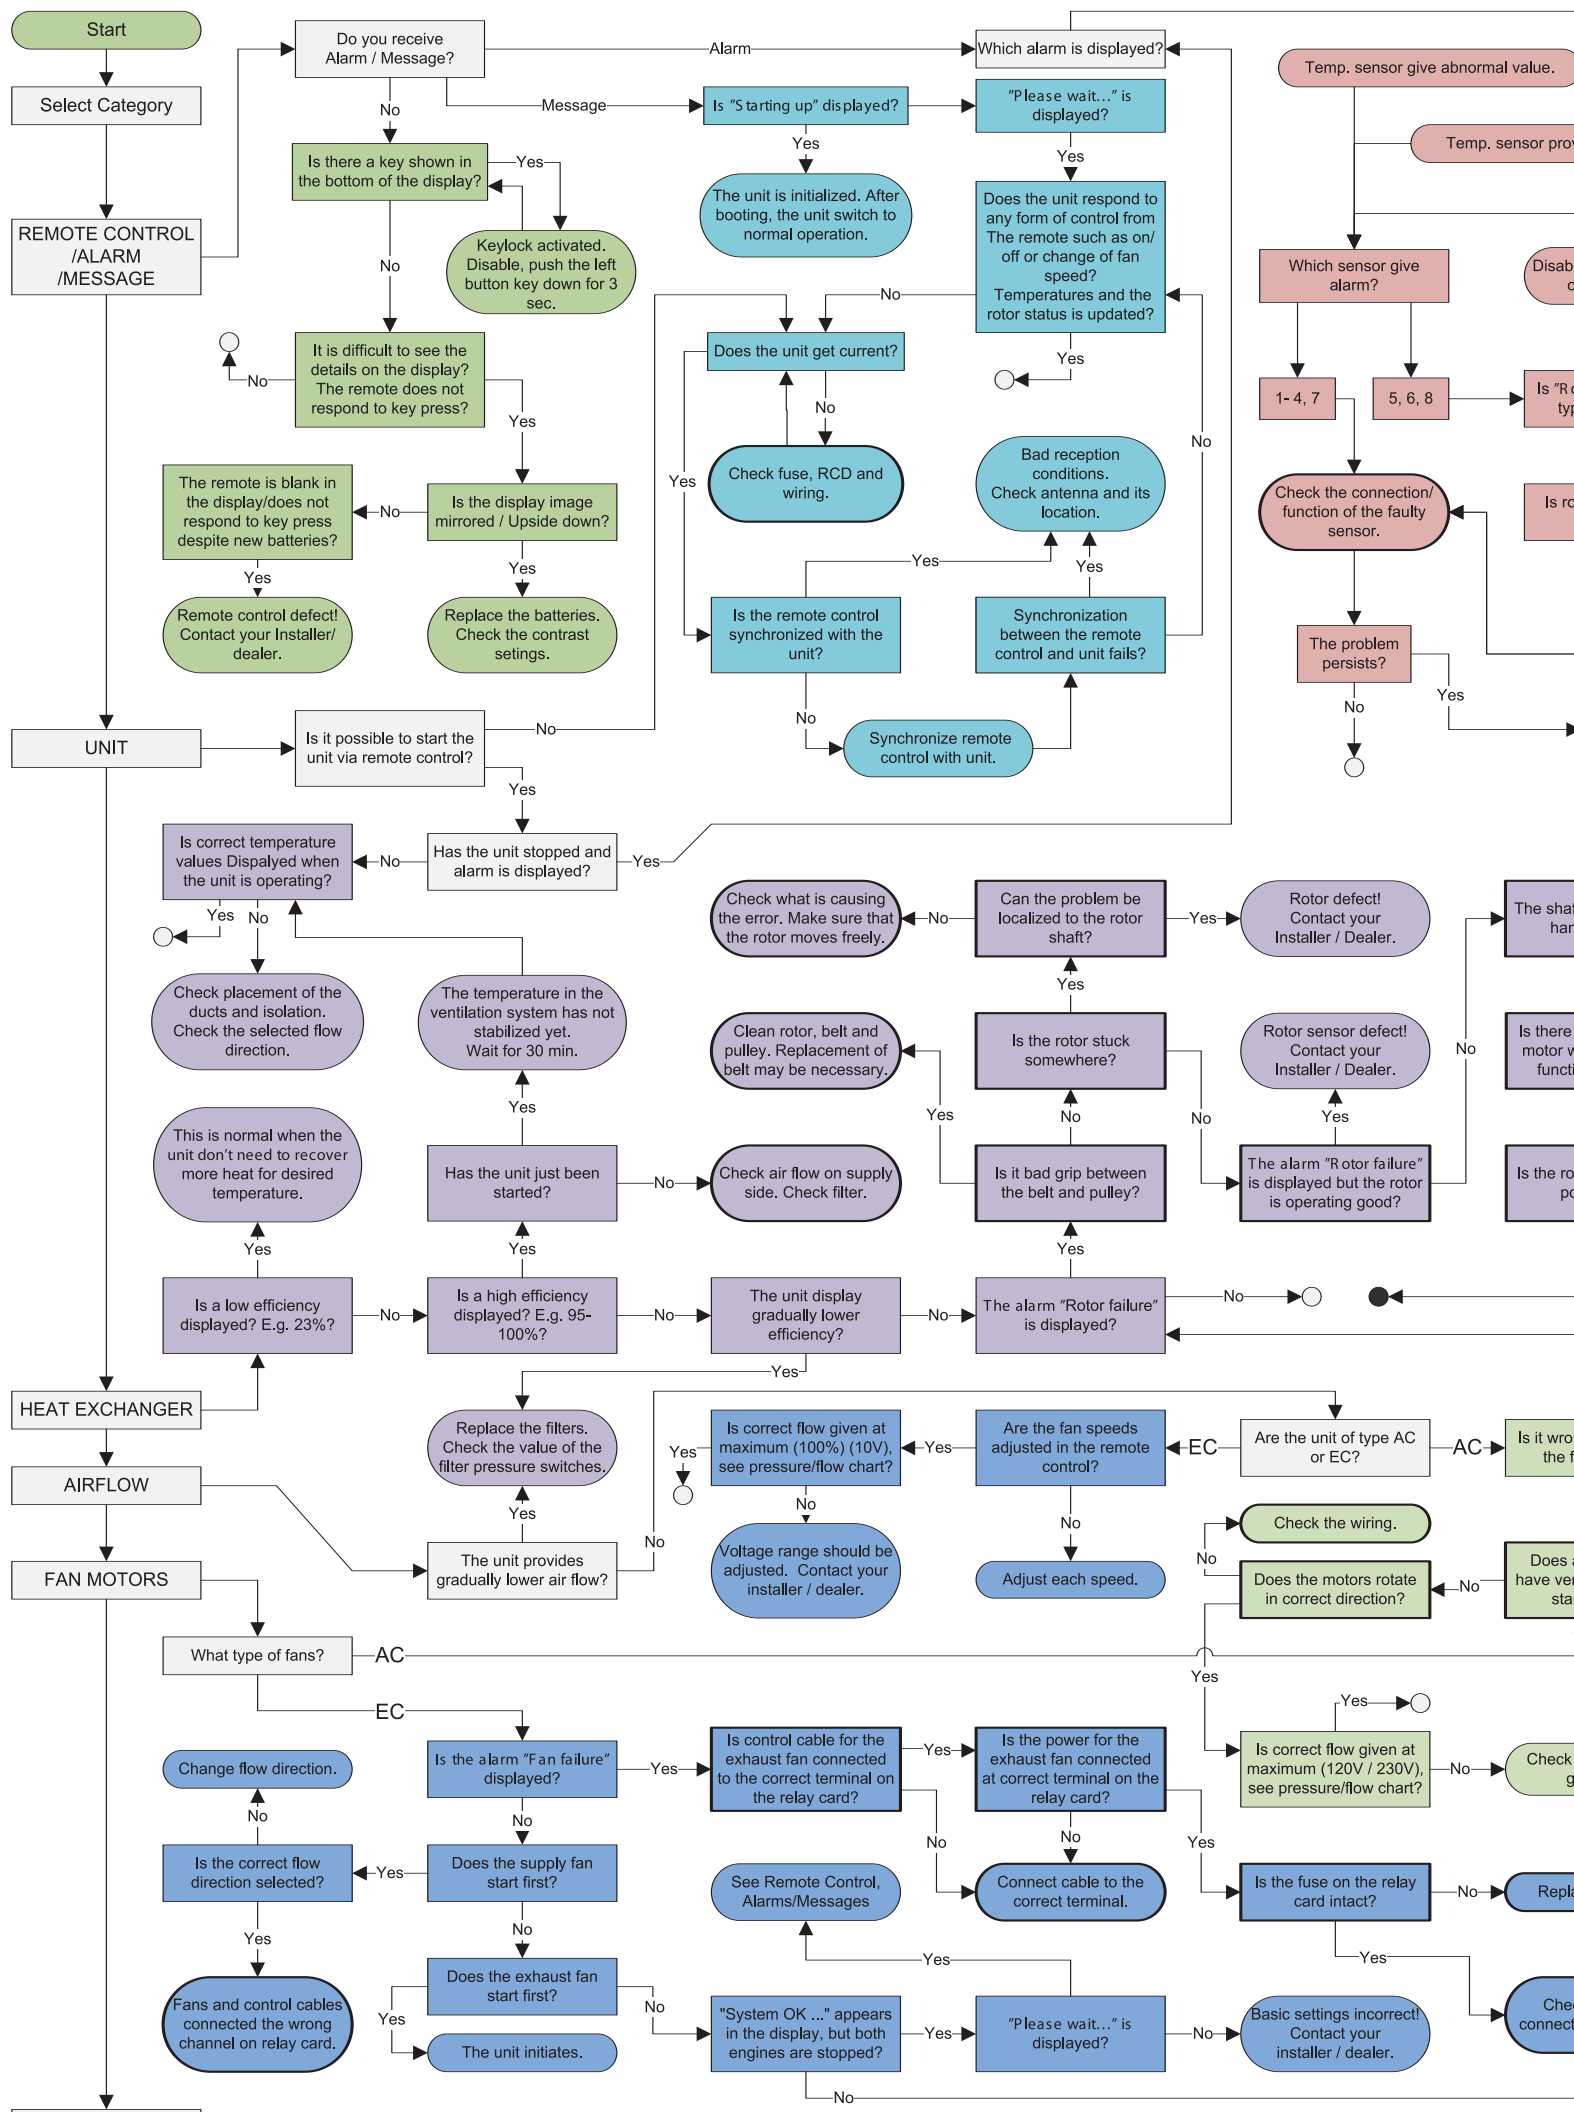 Start
Select Category
REMOTE CONTROL
/ALARM
/MESSAGE
UNIT
HEAT EXCHANGER
AIRFLOW
FAN MOTORS
Do you receive
Alarm / Message?
Alarm
Which alarm is displayed?
No
Message
Is "Starting up" displayed?
"Please wait..." is
displayed?
Yes
Yes
Is there a key shown in
the bottom of the display?
Yes
Keylock activated.
Disable, push the left
button key down for 3
sec.
No
The unit is initialized. After
booting, the unit switch to
normal operation.
Does the unit respond to
any form of control from
The remote such as on/
off or change of fan
speed?
Temperatures and the
rotor status is updated?
No
Yes
It is difficult to see the
details on the display?
The remote does not
respond to key press?
No
Yes
Does the unit get current?
No
Yes
Check fuse, RCD and
wiring.
Bad reception
conditions.
Check antenna and its
location.
No
The remote is blank in
the display/does not
respond to key press
despite new batteries?
No
Is the display image
mirrored / Upside down?
Yes
Yes
Remote control defect!
Contact your Installer/
dealer.
Replace the batteries.
Check the contrast
setings.
Yes
Yes
Is the remote control
synchronized with the
unit?
Synchronization
between the remote
control and unit fails?
No
Synchronize remote
control with unit.
Temp. sensor give abnormal value.
Temp. sensor
Which sensor give
alarm?
1- 4, 7
5, 6, 8
Is
Check the connection/
function of the faulty
sensor.
Is
The problem
persists?
No
Yes
Is it possible to start the
unit via remote control?
No
Yes
Has the unit stopped and
alarm is displayed?
No
Yes
Is correct temperature
values Dispalyed when
the unit is operating?
Yes
No
Check placement of the
ducts and isolation.
Check the selected flow
direction.
The temperature in the
ventilation system has not
stabilized yet.
Wait for 30 min.
Yes
Check what is causing
the error. Make sure that
the rotor moves freely.
No
Can the problem be
localized to the rotor
shaft?
Yes
Rotor defect!
Contact your
Installer / Dealer.
The
Yes
Clean rotor, belt and
pulley. Replacement of
belt may be necessary.
Is the rotor stuck
somewhere?
Rotor sensor defect!
Contact your
Installer / Dealer.
No
Is there
motor
Yes
No
No
Yes
This is normal when the
unit don't need to recover
more heat for desired
temperature.
Has the unit just been
started?
No
Check air flow on supply
side. Check filter.
Is it bad grip between
the belt and pulley?
The alarm "Rotor failure"
is displayed but the rotor
is operating good?
Is the
Yes
Yes
Yes
Is a low efficiency
displayed? E.g. 23%?
No
Is a high efficiency
displayed? E.g. 95-
100%?
No
The unit display
gradually lower
efficiency?
No
The alarm "Rotor failure"
is displayed?
No
Yes
Replace the filters.
Check the value of the
filter pressure switches.
Yes
Yes
Is correct flow given at
maximum (100%) (10V),
see pressure/flow chart?
Yes
Are the fan speeds
adjusted in the remote
control?
EC
Are the unit of type AC
or EC?
AC
Is it
the
No
No
The unit provides
gradually lower air flow?
No
Voltage range should be
adjusted. Contact your
installer / dealer.
Adjust each speed.
Check the wiring.
No
Does the motors rotate
in correct direction?
No
Does
have
Yes
What type of fans?
AC
EC
Yes
Is correct flow given at
maximum (120V / 230V),
see pressure/flow chart?
No
Check
Change flow direction.
Is the alarm "Fan failure"
displayed?
Yes
Is control cable for the
exhaust fan connected
to the correct terminal on
the relay card?
Yes
Is the power for the
exhaust fan connected
at correct terminal on the
relay card?
No
No
No
No
Yes
Is the correct flow
direction selected?
Yes
Does the supply fan
start first?
See Remote Control,
Alarms/Messages
Connect cable to the
correct terminal.
Is the fuse on the relay
card intact?
No
Yes
No
Yes
Yes
Does the exhaust fan
start first?
Yes
No
Fans and control cables
connected the wrong
channel on relay card.
The unit initiates.
"System OK ..." appears
in the display, but both
engines are stopped?
Yes
"Please wait..." is
displayed?
No
Basic settings incorrect!
Contact your
installer / dealer.
No